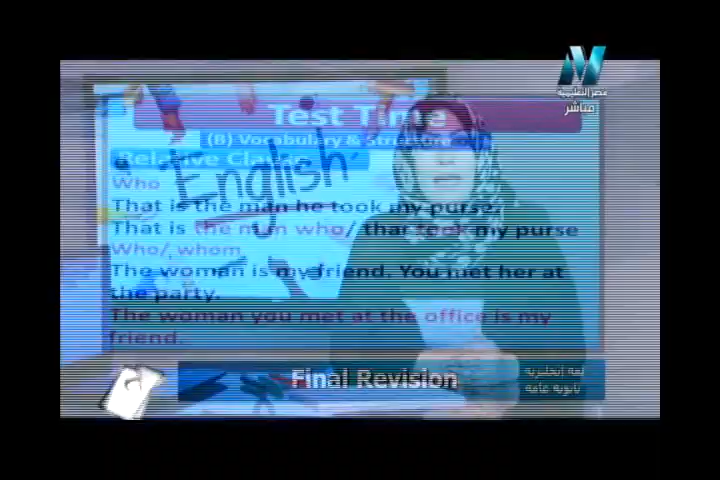 مصر التعليمية
مباشر
Test Time
(B) Vocabulary & Structure
Relative Clause
English
Who
That is the man he took my purse.
That is the man who/ that took my purse
Who/, whom
The woman is my friend. You met her at
the party.
The woman you met at the office is my
friend.
Final Revision
لغة إنجليزية
ثانوية عامة